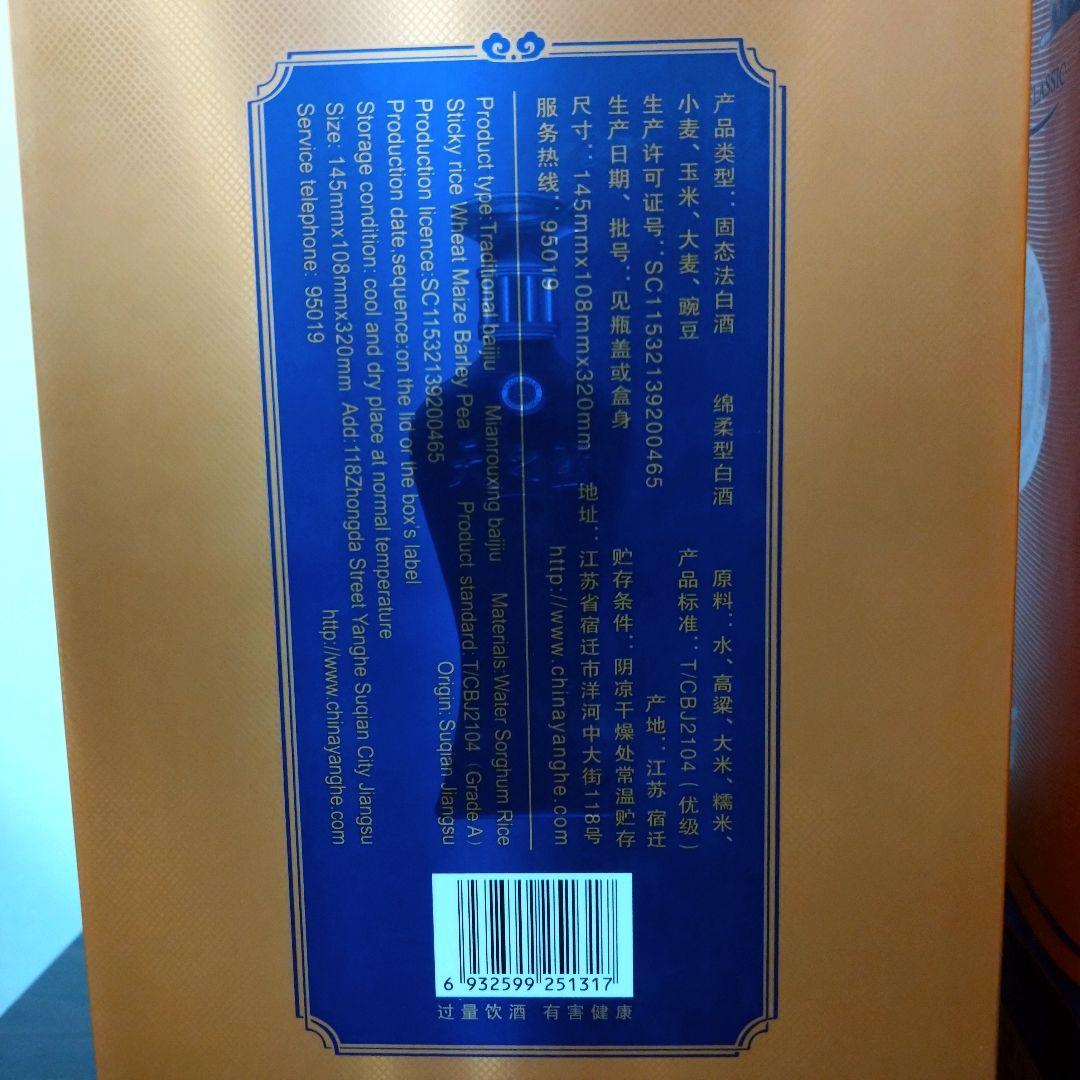 产品类型：固态法白酒 绵柔型白酒 原料：水、高粱、大米、糯米、
小麦、玉米、大麦、豌豆 产品标准：T/CBJ2104（优级）
生产许可证号：SC11532139200465 产地：江苏 宿迁
生产日期、批号：见瓶盖或盒身 贮存条件：阴凉干燥处常温贮存
尺寸：145mmx108mmx320mm 地址：江苏省宿迁市洋河中大街118号
服务热线：95019 http://www.chinayanghe.com
Product type:Traditional baijiu Mianrouxing baijiu Materials:Water Sorghum Rice
Sticky rice Wheat Maize Barley Pea Product standard: T/CBJ2104（Grade A）
Production licence:SC11532139200465 Origin: Suqian Jiangsu
Production date,sequence:on the lid or the box's label
Storage condition: cool and dry place at normal temperature
Size: 145mmx108mmx320mm Add:118Zhongda Street Yanghe Suqian City Jiangsu
Service telephone: 95019 http://www.chinayanghe.com
6 932599 251317
过量饮酒 有害健康
CLASSIC